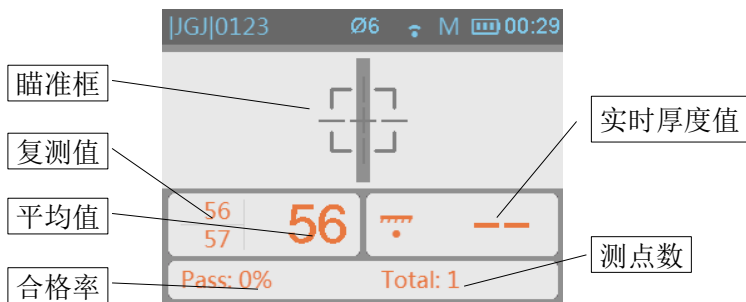 |JGJ|0123 Ø6 M 00:29
瞄准框
复测值
平均值
合格率
56
57
56
--
Pass: 0% Total: 1
实时厚度值
测点数